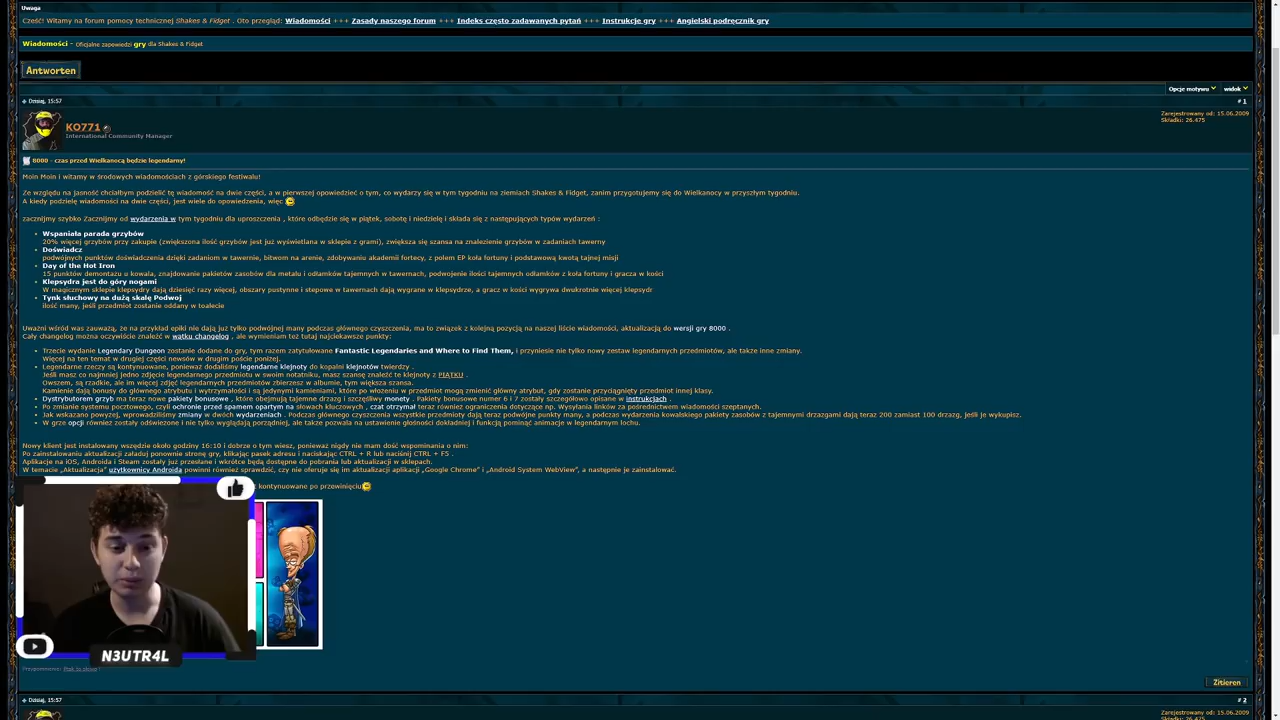 Uwaga
Cześć! Witamy na forum pomocy technicznej Shakes & Fidget . Oto przegląd: Wiadomości +++ Zasady naszego forum +++ Indeks często zadawanych pytań +++ Instrukcje gry +++ Angielski podręcznik gry
Wiadomości - Oficjalne zapowiedzi gry dla Shakes & Fidget
Antworten
Opcje motywu widok
Dzisiaj, 15:57 # 1
KO771
International Community Manager
Zarejestrowany od: 15.06.2009
Składki: 26.475
8000 - czas przed Wielkanocą będzie legendarny!
Moin Moin i witamy w środowych wiadomościach z górskiego festiwalu!
Ze względu na jasność chciałbym podzielić tę wiadomość na dwie części, a w pierwszej opowiedzieć o tym, co wydarzy się w tym tygodniu na ziemiach Shakes & Fidget, zanim przygotujemy się do Wielkanocy w przyszłym tygodniu.
A kiedy podzielę wiadomości na dwie części, jest wiele do opowiedzenia, więc
zacznijmy szybko Zacznijmy od wydarzenia w tym tygodniu dla uproszczenia , które odbędzie się w piątek, sobotę i niedzielę i składa się z następujących typów wydarzeń :
Wspaniała parada grzybów
20% więcej grzybów przy zakupie (zwiększona ilość grzybów jest już wyświetlana w sklepie z grami), zwiększa się szansa na znalezienie grzybów w zadaniach tawerny
Doświadcz
podwójnych punktów doświadczenia dzięki zadaniom w tawernie, bitwom na arenie, zdobywaniu akademii fortecy, z polem EP koła fortuny i podstawową kwotą tajnej misji
Day of the Hot Iron
15 punktów demontażu u kowala, znajdowanie pakietów zasobów dla metalu i odłamków tajemnych w tawernach, podwojenie ilości tajemnych odłamków z koła fortuny i gracza w kości
Klepsydra jest do góry nogami
W magicznym sklepie klepsydry dają dziesięć razy więcej, obszary pustynne i stepowe w tawernach dają wygrane w klepsydrze, a gracz w kości wygrywa dwukrotnie więcej klepsydr
Tynk słuchowy na dużą skalę Podwój
ilość many, jeśli przedmiot zostanie oddany w toalecie
Uważni wśród was zauważą, że na przykład epiki nie dają już tylko podwójnej many podczas głównego czyszczenia, ma to związek z kolejną pozycją na naszej liście wiadomości, aktualizacją do wersji gry 8000 .
Cały changelog można oczywiście znaleźć w wątku changelog , ale wymieniam też tutaj najciekawsze punkty:
Trzecie wydanie Legendary Dungeon zostanie dodane do gry, tym razem zatytułowane Fantastic Legendaries and Where to Find Them, i przyniesie nie tylko nowy zestaw legendarnych przedmiotów, ale także inne zmiany.
Więcej na ten temat w drugiej części newsów w drugim poście poniżej.
Legendarne rzeczy są kontynuowane, ponieważ dodaliśmy legendarne klejnoty do kopalni klejnotów twierdzy .
Jeśli masz co najmniej jedno zdjęcie legendarnego przedmiotu w swoim notatniku, masz szansę znaleźć te klejnoty z PIĄTKU .
Owszem, są rzadkie, ale im więcej zdjęć legendarnych przedmiotów zbierzesz w albumie, tym większa szansa.
Kamienie dają bonusy do głównego atrybutu i wytrzymałości i są jedynymi kamieniami, które po włożeniu w przedmiot mogą zmienić główny atrybut, gdy zostanie przyciągnięty przedmiot innej klasy.
Dystrybutorem grzyb ma teraz nowe pakiety bonusowe , które obejmują tajemne drzazgi i szczęśliwy monety . Pakiety bonusowe numer 6 i 7 zostały szczegółowo opisane w instrukcjach .
Po zmianie systemu pocztowego, czyli ochronie przed spamem opartym na słowach kluczowych , czat otrzymał teraz również ograniczenia dotyczące np. Wysyłania linków za pośrednictwem wiadomości szeptanych.
Jak wskazano powyżej, wprowadziliśmy zmiany w dwóch wydarzeniach . Podczas głównego czyszczenia wszystkie przedmioty dają teraz podwójne punkty many, a podczas wydarzenia kowalskiego pakiety zasobów z tajemnymi drzazgami dają teraz 200 zamiast 100 drzazg, jeśli je wykupisz.
W grze opcji również zostały odświeżone i nie tylko wyglądają porządniej, ale także pozwala na ustawienie głośności dokładniej i funkcją pominąć animacje w legendarnym lochu.
Nowy klient jest instalowany wszędzie około godziny 16:10 i dobrze o tym wiesz, ponieważ nigdy nie mam dość wspominania o nim:
Po zainstalowaniu aktualizacji załaduj ponownie stronę gry, klikając pasek adresu i naciskając CTRL + R lub naciśnij CTRL + F5 .
Aplikacje na iOS, Androida i Steam zostały już przesłane i wkrótce będą dostępne do pobrania lub aktualizacji w sklepach.
W temacie „Aktualizacja” użytkownicy Androida powinni również sprawdzić, czy nie oferuje się im aktualizacji aplikacji „Google Chrome” i „Android System WebView”, a następnie je zainstalować.
kontynuowane po przewinięciu
N3UTR4L
Zitieren
Dzisiaj, 15:57 # 2
Zarejestrowany od: 15.06.2009